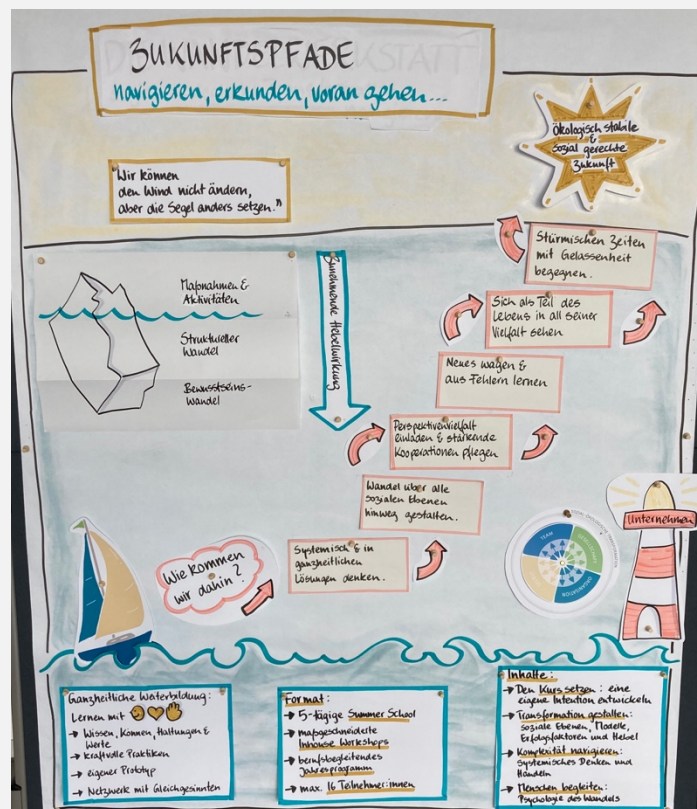 ZUKUNFTSPFADE
navigieren, erkunden, voran gehen...
Ökologisch stabile
&
sozial gerechte
Zukunft
"Wir können
den Wind nicht ändern,
aber die Segel anders setzen."
Maßnahmen &
Aktivitäten
Struktureller
Wandel
Bewusstseins-
Wandel
Zunehmende Hebelwirkung
Stürmischen Zeiten
mit Gelassenheit
begegnen.
Sich als Teil des
Lebens in all seiner
Vielfalt sehen
Neues wagen &
aus Fehlern lernen
Perspektivenvielfalt
einladen & stärkende
Kooperationen pflegen
Wandel über alle
sozialen Ebenen
hinweg gestalten.
Systemisch & in
ganzheitlichen
Lösungen denken.
Wie kommen
wir dahin?
TEAM
GESELLSCHAFT
ORGANISATION
Unternehmen
Ganzheitliche Weiterbildung:
Lernen mit
→ Wissen, Können, Haltungen &
Werte
→ kraftvolle Praktiken
→ eigener Prototyp
→ Netzwerk mit Gleichgesinnten
Format:
→ 5-tägige Summer School
→ maßgeschneiderte
Inhouse Workshops
→ berufsbegleitendes
Jahresprogramm
→ max. 16 Teilnehmer:innen
Inhalte:
→ Den Kurs setzen: eine
eigene Intention entwickeln
→ Transformation gestalten:
soziale Ebenen, Modelle,
Erfolgsfaktoren und Hebel
→ Komplexität navigieren:
Systemisches Denken und
Handeln
→ Menschen begleiten:
Psychologie des Wandels